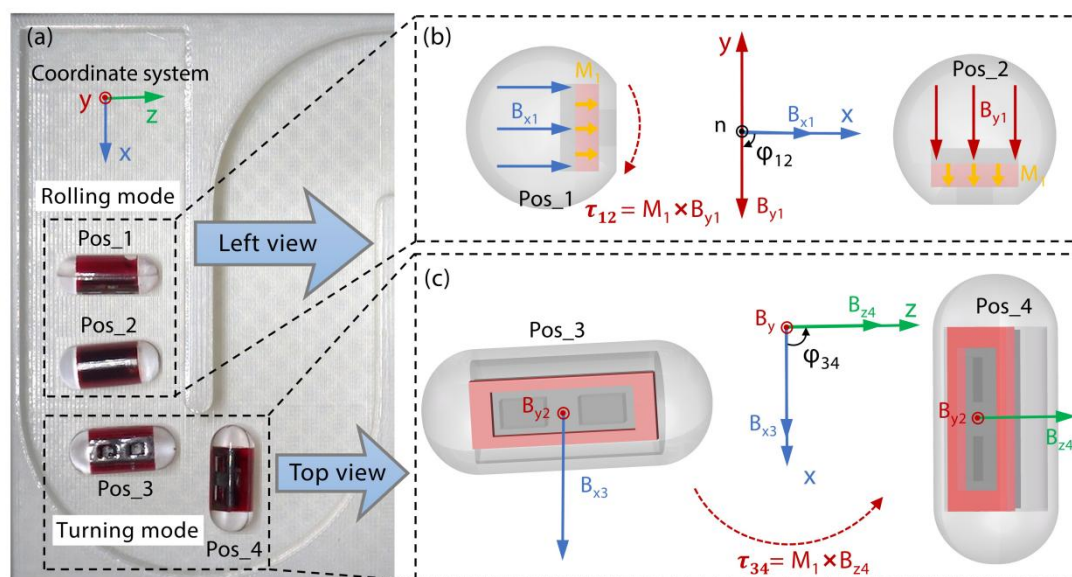 (a)
Coordinate system
y
z
x
Rolling mode
Pos_1
Pos_2
Left view
Pos_3
Pos_4
Turning mode
Top view
(b)
M₁
Bx1
Pos_1
y
n
Bx1
x
φ12
By1
τ12 = M₁ × By1
Pos_2
By1
M₁
(c)
Pos_3
By2
Bx3
By
Bz4
z
φ34
Bx3
x
τ34 = M₁ × Bz4
Pos_4
By2
Bz4